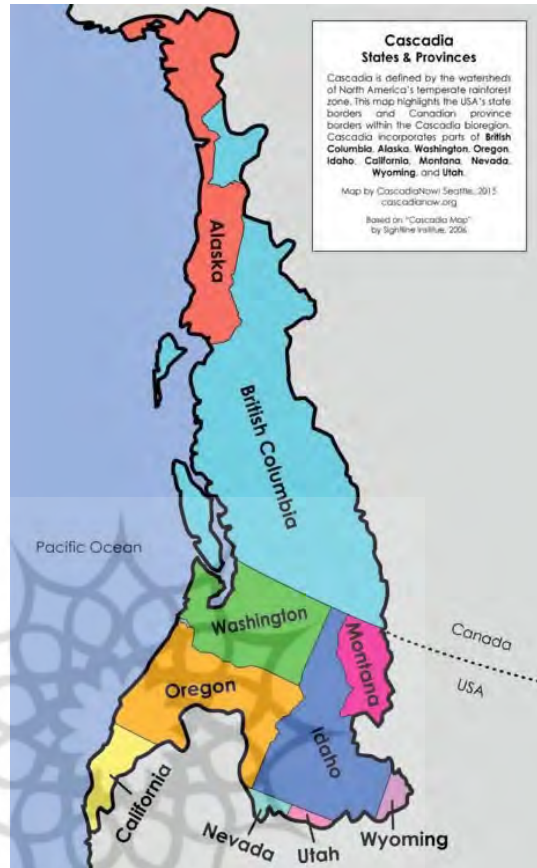 Cascadia
States & Provinces
Cascadia is defined by the watersheds
of North America's temperate rainforest
zone. This map highlights the USA's state
borders and Canadian province
borders within the Cascadia bioregion.
Cascadia incorporates parts of British
Columbia, Alaska, Washington, Oregon,
Idaho, California, Montana, Nevada,
Wyoming, and Utah.
Map by CascadiaNow! Seattle, 2015
cascadianow.org
Based on "Cascadia Map"
by Sightline Institue, 2006
Alaska
British Columbia
Pacific Ocean
Washington
Montana
Canada
USA
Oregon
Idaho
California
Nevada
Utah
Wyoming